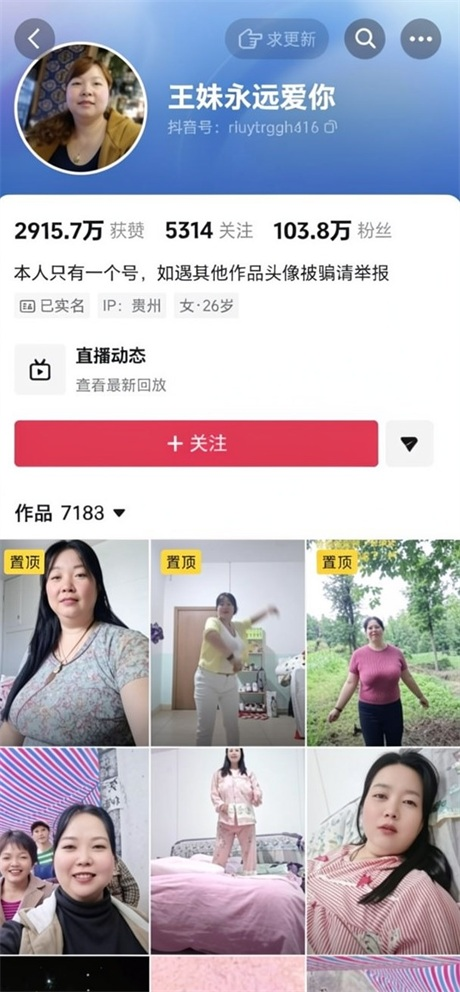 求更新
王妹永远爱你
抖音号：rluytrggh416
2915.7万 获赞 5314 关注 103.8万 粉丝
本人只有一个号，如遇其他作品头像被骗请举报
已实名 IP：贵州 女·26岁
直播动态
查看最新回放
+ 关注
作品 7183
置顶 置顶 置顶